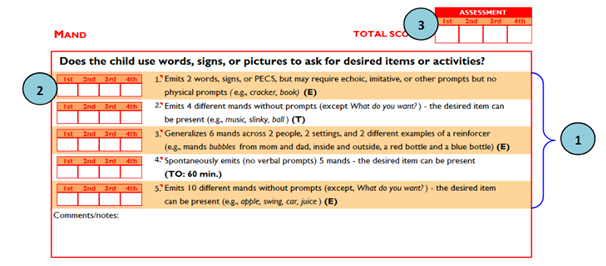 ASSESSMENT
3
1st 2nd 3rd 4th
MAND
TOTAL SCO
Does the child use words, signs, or pictures to ask for desired items or activities?
2
1st 2nd 3rd 4th
1. Emits 2 words, signs, or PECS, but may require echoic, imitative, or other prompts but no
physical prompts (e.g., cracker, book) (E)
1st 2nd 3rd 4th
2. Emits 4 different mands without prompts (except What do you want?) - the desired item can
be present (e.g., music, slinky, ball) (T)
1st 2nd 3rd 4th
3. Generalizes 6 mands across 2 people, 2 settings, and 2 different examples of a reinforcer
(e.g., mands bubbles from mom and dad, inside and outside, a red bottle and a blue bottle) (E)
1
1st 2nd 3rd 4th
4. Spontaneously emits (no verbal prompts) 5 mands - the desired item can be present
(TO: 60 min.)
1st 2nd 3rd 4th
5. Emits 10 different mands without prompts (except, What do you want?) - the desired item
can be present (e.g., apple, swing, car, juice) (E)
Comments/notes: